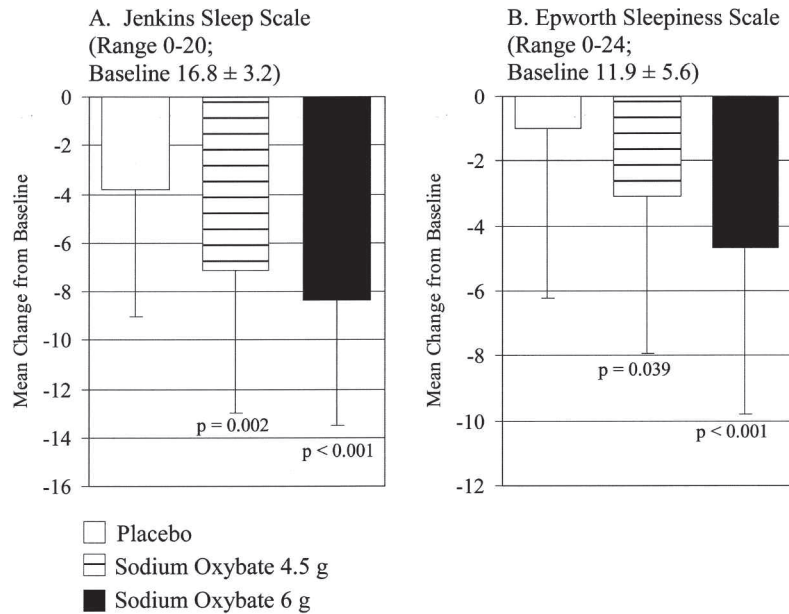 A. Jenkins Sleep Scale
(Range 0-20;
Baseline 16.8 ± 3.2)
Mean Change from Baseline
0
-2
-4
-6
-8
-10
-12
-14
-16
p = 0.002
p < 0.001
B. Epworth Sleepiness Scale
(Range 0-24;
Baseline 11.9 ± 5.6)
Mean Change from Baseline
0
-2
-4
-6
-8
-10
-12
p = 0.039
p < 0.001
Placebo
Sodium Oxybate 4.5 g
Sodium Oxybate 6 g